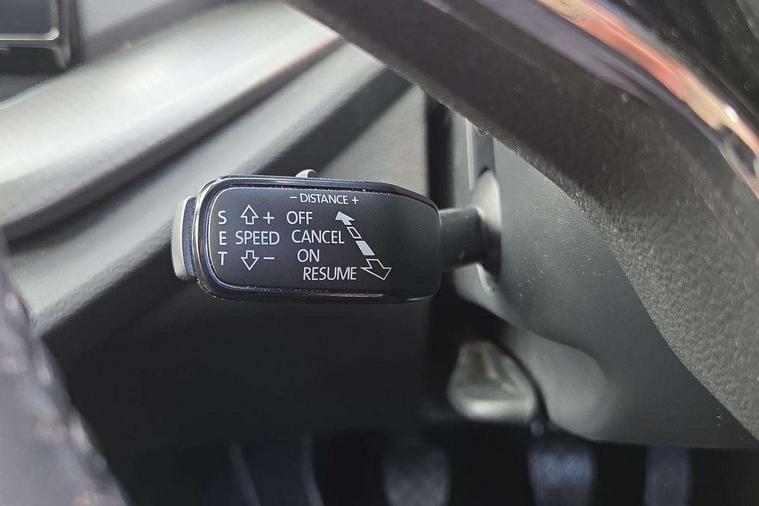 − DISTANCE +
S + OFF
E SPEED CANCEL
T − ON
RESUME